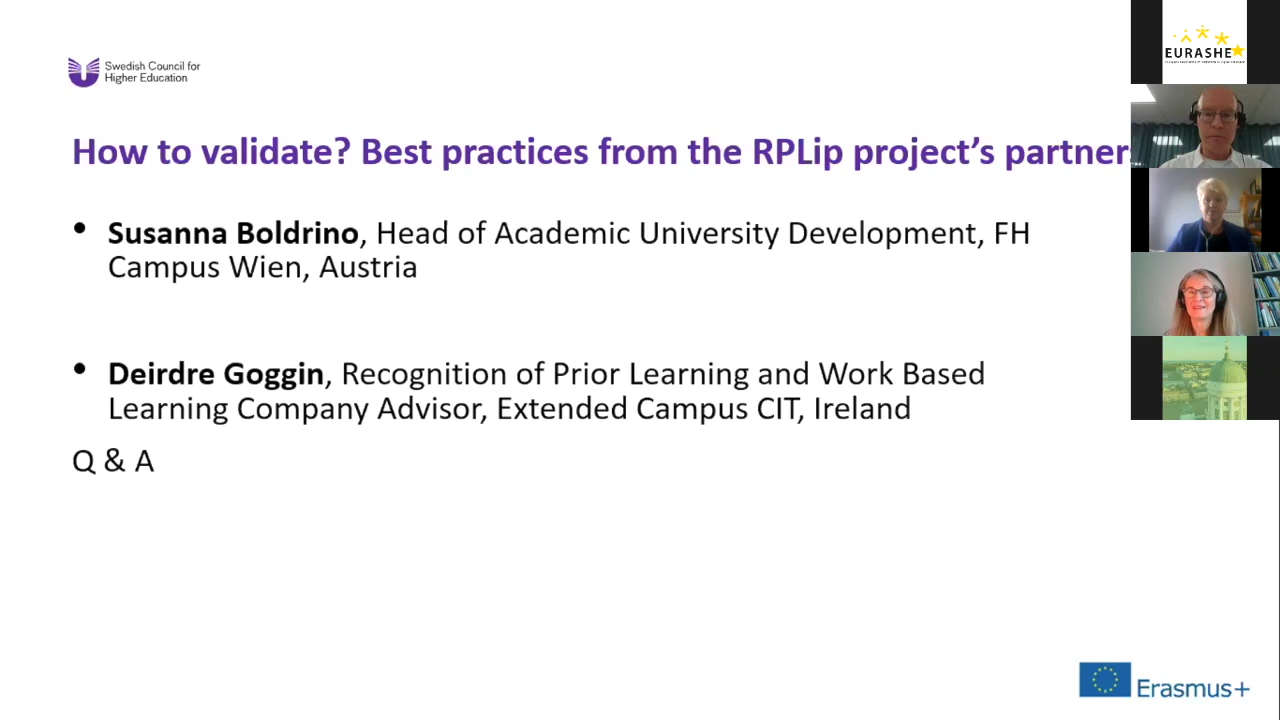 Swedish Council for
Higher Education
EURASHE
How to validate? Best practices from the RPLip project's partner
• Susanna Boldrino, Head of Academic University Development, FH
Campus Wien, Austria
• Deirdre Goggin, Recognition of Prior Learning and Work Based
Learning Company Advisor, Extended Campus CIT, Ireland
Q & A
Erasmus+